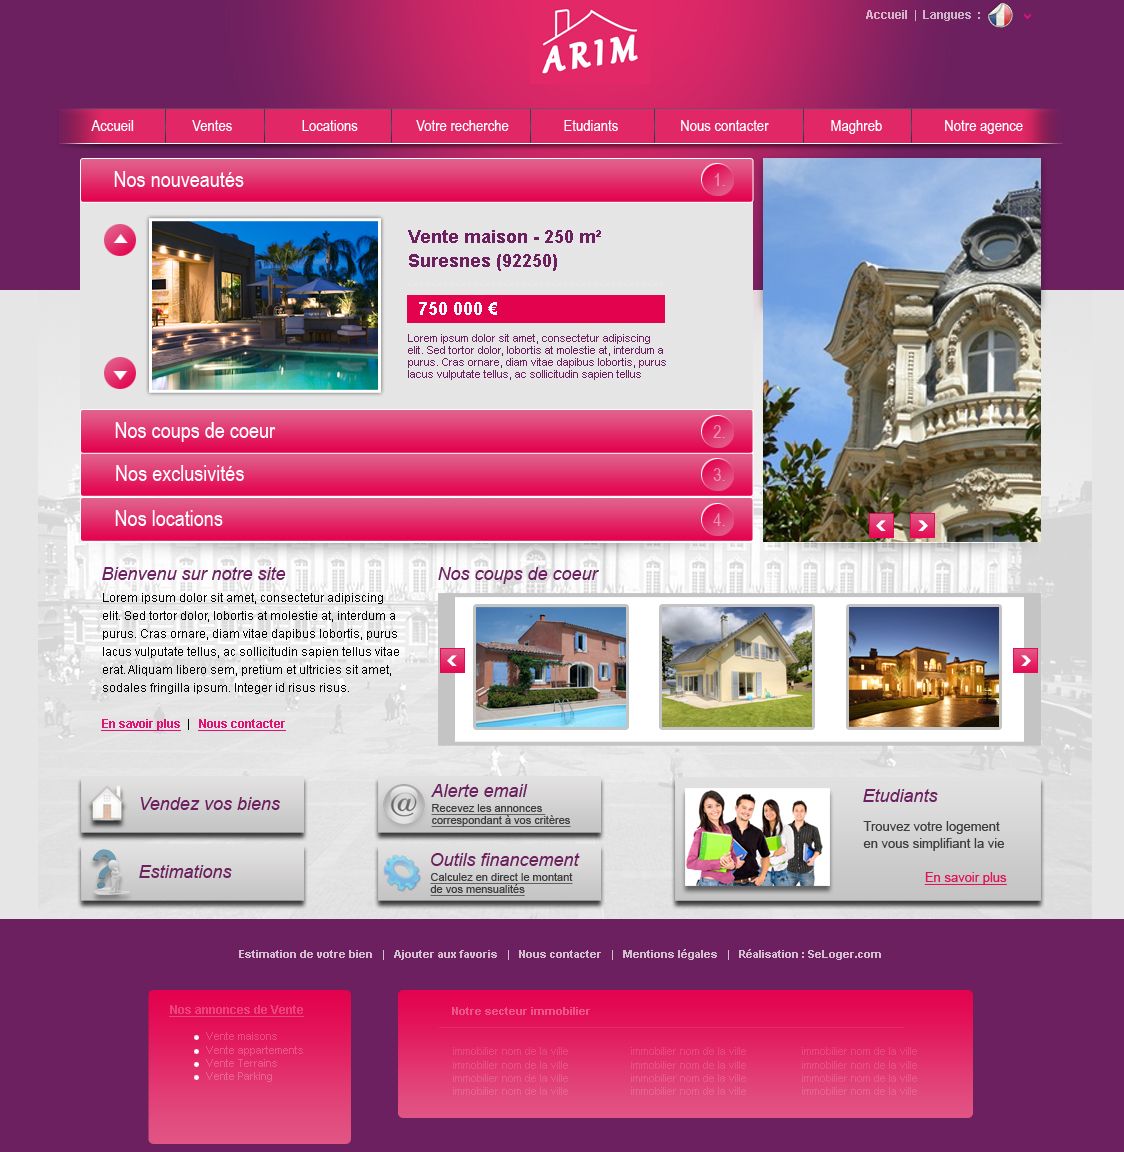 ARIM
Accueil | Langues :
Accueil
Ventes
Locations
Votre recherche
Etudiants
Nous contacter
Maghreb
Notre agence
Nos nouveautés
1.
Vente maison - 250 m²
Suresnes (92250)
750 000 €
Lorem ipsum dolor sit amet, consectetur adipiscing
elit. Sed tortor dolor, lobortis at molestie at, interdum a
purus. Cras ornare, diam vitae dapibus lobortis, purus
lacus vulputate tellus, ac sollicitudin sapien tellus
Nos coups de coeur
2.
Nos exclusivités
3.
Nos locations
4.
Bienvenu sur notre site
Lorem ipsum dolor sit amet, consectetur adipiscing
elit. Sed tortor dolor, lobortis at molestie at, interdum a
purus. Cras ornare, diam vitae dapibus lobortis, purus
lacus vulputate tellus, ac sollicitudin sapien tellus vitae
erat. Aliquam libero sem, pretium et ultricies sit amet,
sodales fringilla ipsum. Integer id risus risus.
En savoir plus | Nous contacter
Nos coups de coeur
Vendez vos biens
Estimations
Alerte email
Recevez les annonces
correspondant à vos critères
Outils financement
Calculez en direct le montant
de vos mensualités
Etudiants
Trouvez votre logement
en vous simplifiant la vie
En savoir plus
Estimation de votre bien | Ajouter aux favoris | Nous contacter | Mentions légales | Réalisation : SeLoger.com
Nos annonces de Vente
Vente maisons
Vente appartements
Vente Terrains
Vente Parking
Notre secteur immobilier
immobilier nom de la ville immobilier nom de la ville immobilier nom de la ville
immobilier nom de la ville immobilier nom de la ville immobilier nom de la ville
immobilier nom de la ville immobilier nom de la ville immobilier nom de la ville
immobilier nom de la ville immobilier nom de la ville immobilier nom de la ville